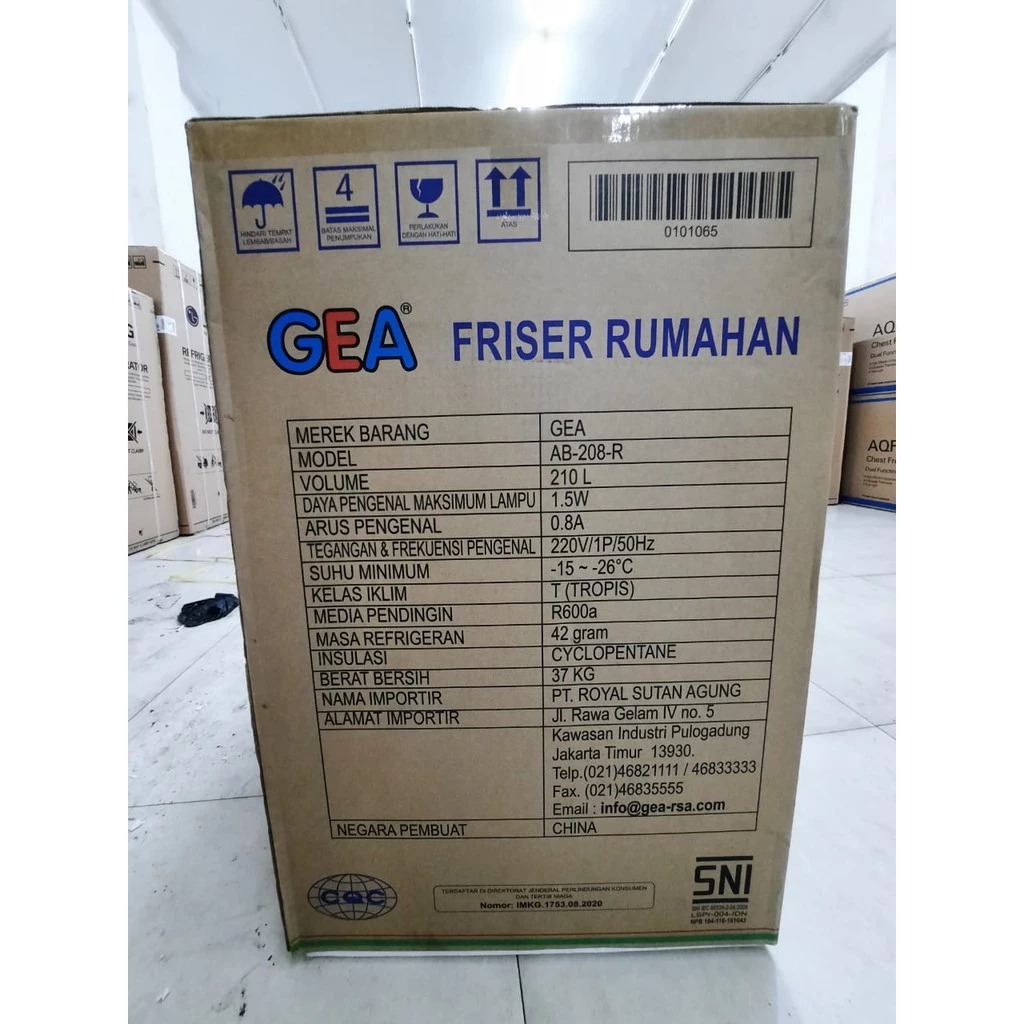 HINDARI TEMPAT
LEMBAB/BASAH
4
BATAS MAKSIMAL
PENUMPUKAN
PERLAKUKAN
DENGAN HATI-HATI
ATAS
0101065
GEA® FRISER RUMAHAN
MEREK BARANG GEA
MODEL AB-208-R
VOLUME 210 L
DAYA PENGENAL MAKSIMUM LAMPU 1.5W
ARUS PENGENAL 0.8A
TEGANGAN & FREKUENSI PENGENAL 220V/1P/50Hz
SUHU MINIMUM -15 ~ -26°C
KELAS IKLIM T (TROPIS)
MEDIA PENDINGIN R600a
MASA REFRIGERAN 42 gram
INSULASI CYCLOPENTANE
BERAT BERSIH 37 KG
NAMA IMPORTIR PT. ROYAL SUTAN AGUNG
ALAMAT IMPORTIR Jl. Rawa Gelam IV no. 5
Kawasan Industri Pulogadung
Jakarta Timur 13930.
Telp.(021)46821111 / 46833333
Fax. (021)46835555
Email : info@gea-rsa.com
NEGARA PEMBUAT CHINA
CQC
TERDAFTAR DI DIREKTORAT JENDERAL PERLINDUNGAN KONSUMEN
DAN TERTIB NIAGA
Nomor: IMKG.1753.08.2020
SNI
LSPr-004-IDN
AQ
Chest F
Dual Func
AQ
Chest Fr
Dual Function